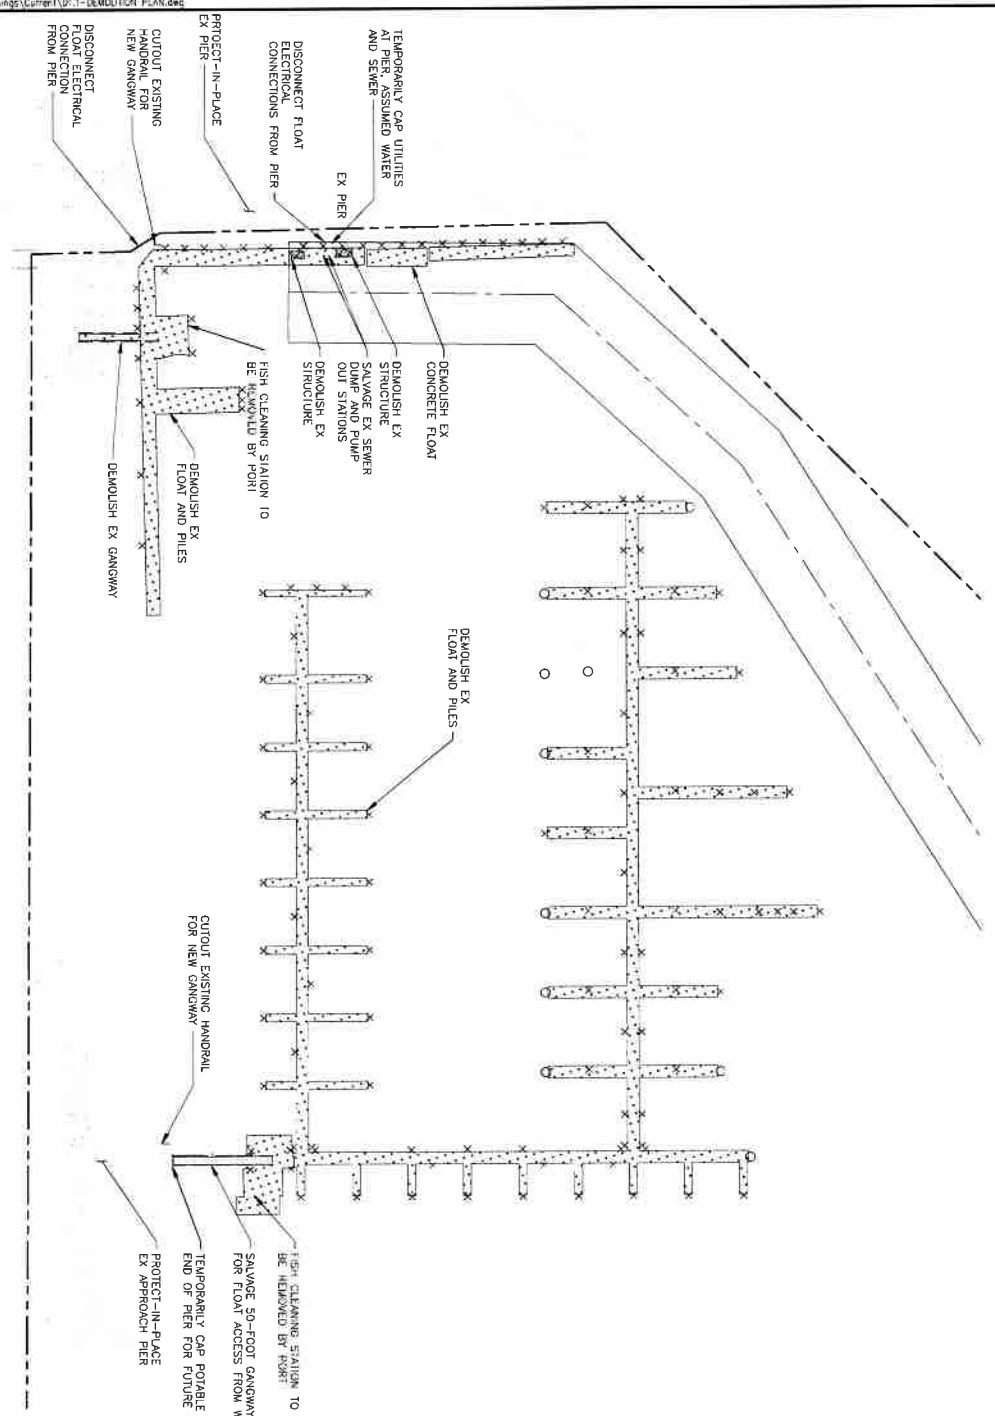 ings\Current\D1.1-DEMOLITION PLAN.dwg
TEMPORARILY CAP UTILITIES
AT PIER, ASSUMED WATER
AND SEWER
EX PIER
DISCONNECT FLOAT
ELECTRICAL
CONNECTIONS FROM PIER
PRTOECT-IN-PLACE
EX PIER
CUTOUT EXISTING
HANDRAIL FOR
NEW GANGWAY
DISCONNECT
FLOAT ELECTRICAL
CONNECTION
FROM PIER
DEMOLISH EX
CONCRETE FLOAT
DEMOLISH EX
STRUCTURE
SALVAGE EX SEWER
DUMP AND PUMP
OUT STATIONS
DEMOLISH EX
STRUCTURE
FISH CLEANING STATION TO
BE REMOVED BY PORT
DEMOLISH EX
FLOAT AND PILES
DEMOLISH EX GANGWAY
DEMOLISH EX
FLOAT AND PILES
CUTOUT EXISTING HANDRAIL
FOR NEW GANGWAY
FISH CLEANING STATION TO
BE REMOVED BY PORT
SALVAGE 50-FOOT GANGWAY
FOR FLOAT ACCESS FROM W
TEMPORARILY CAP POTABLE
END OF PIER FOR FUTURE
PROTECT-IN-PLACE
EX APPROACH PIER